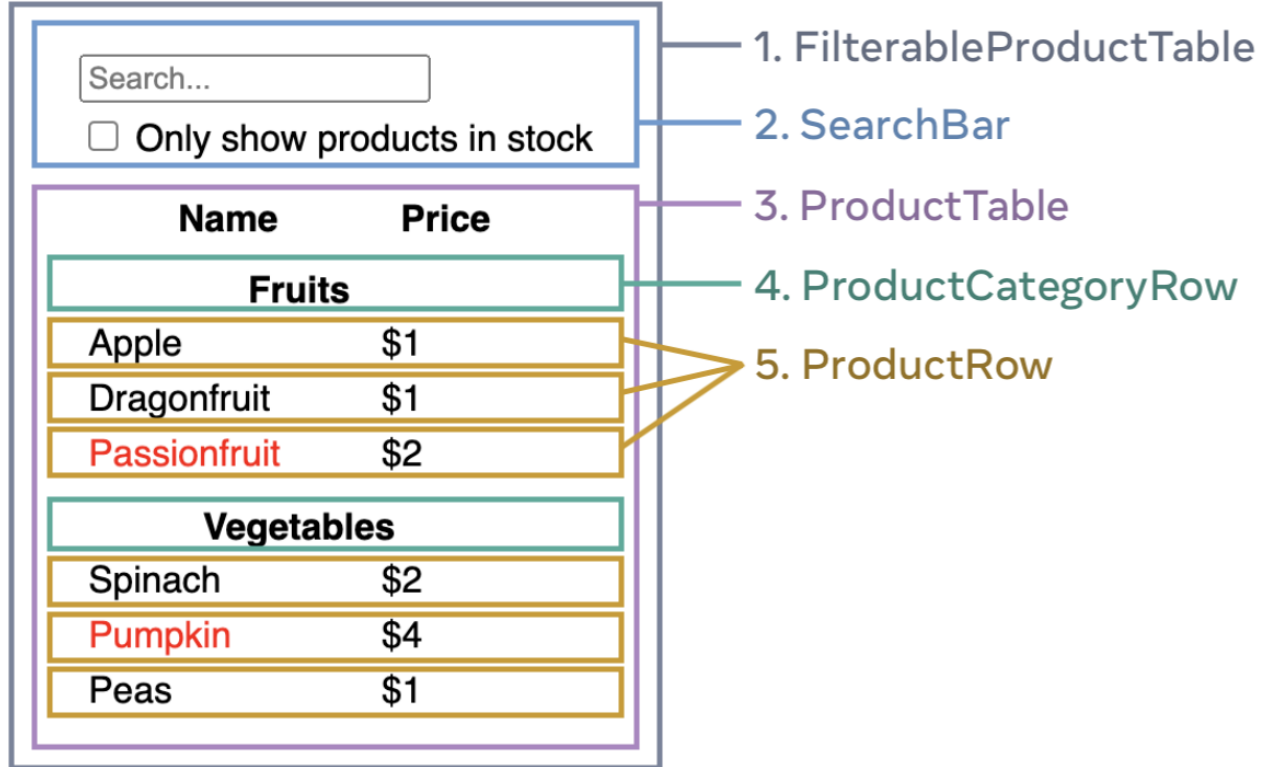 Search...
Only show products in stock
Name Price
Fruits
Apple $1
Dragonfruit $1
Passionfruit $2
Vegetables
Spinach $2
Pumpkin $4
Peas $1
1. FilterableProductTable
2. SearchBar
3. ProductTable
4. ProductCategoryRow
5. ProductRow